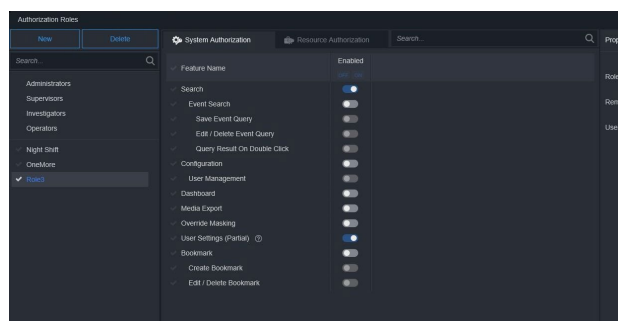 Authorization Roles
New Delete
Search...
Administrators
Supervisors
Investigators
Operators
Night Shift
OneMore
System Authorization Resource Authorization Search...
Feature Name Enabled
Search
Event Search
Save Event Query
Edit / Delete Event Query
Query Result On Double Click
Configuration
User Management
Dashboard
Media Export
Override Masking
User Settings (Partial) ?
Bookmark
Create Bookmark
Edit / Delete Bookmark
Prop
Role
Ren
Use